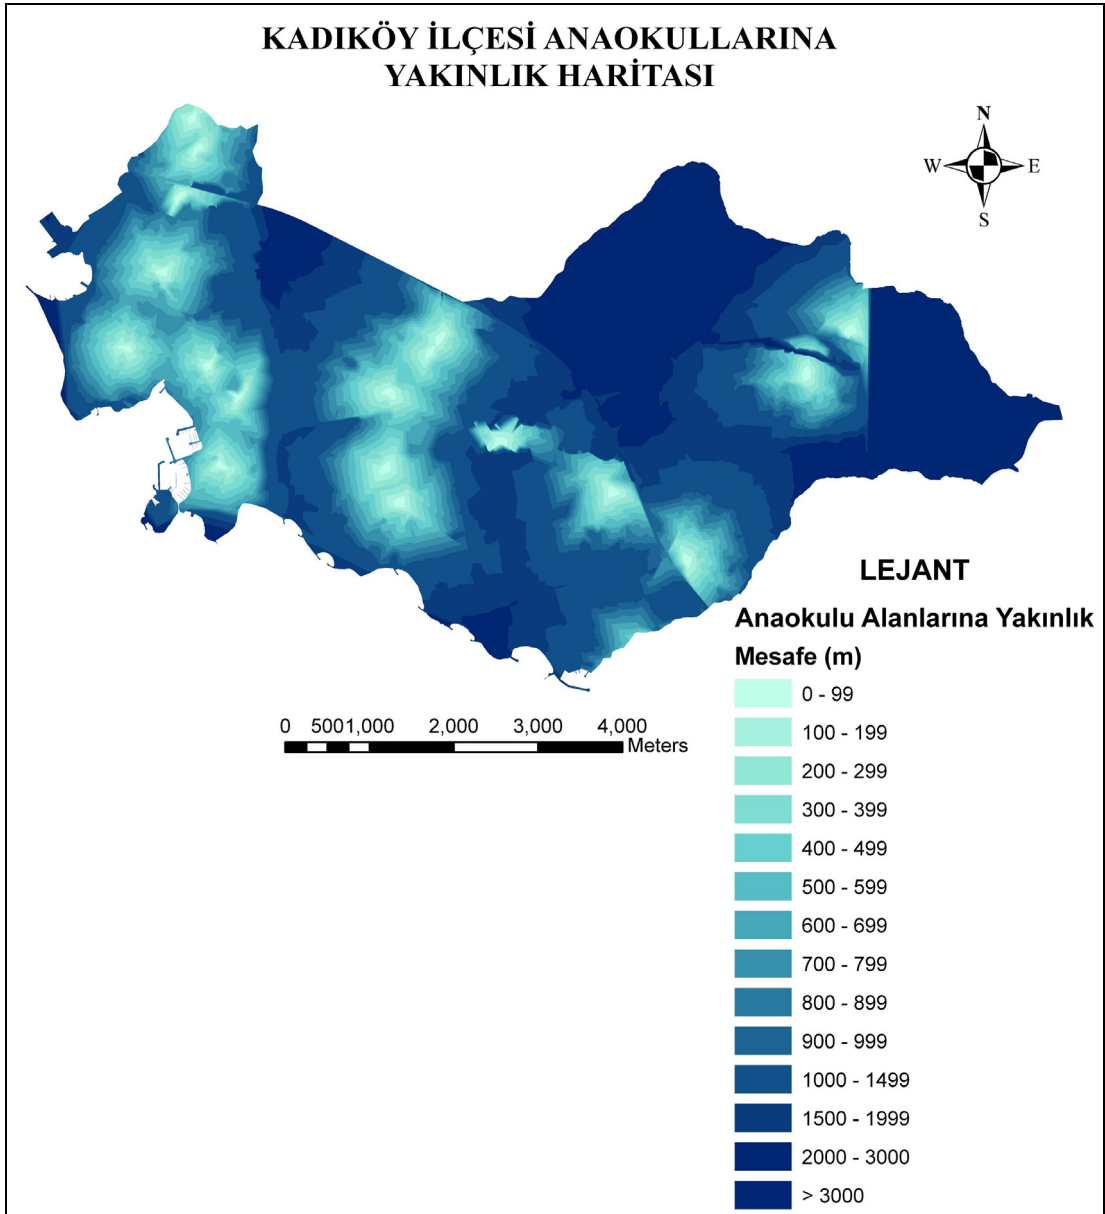 KADIKÖY İLÇESİ ANAOKULLARINA
YAKINLIK HARİTASI
N
W E
S
LEJANT
Anaokulu Alanlarına Yakınlık
Mesafe (m)
0 - 99
100 - 199
200 - 299
300 - 399
400 - 499
500 - 599
600 - 699
700 - 799
800 - 899
900 - 999
1000 - 1499
1500 - 1999
2000 - 3000
> 3000
0 500 1,000 2,000 3,000 4,000
Meters